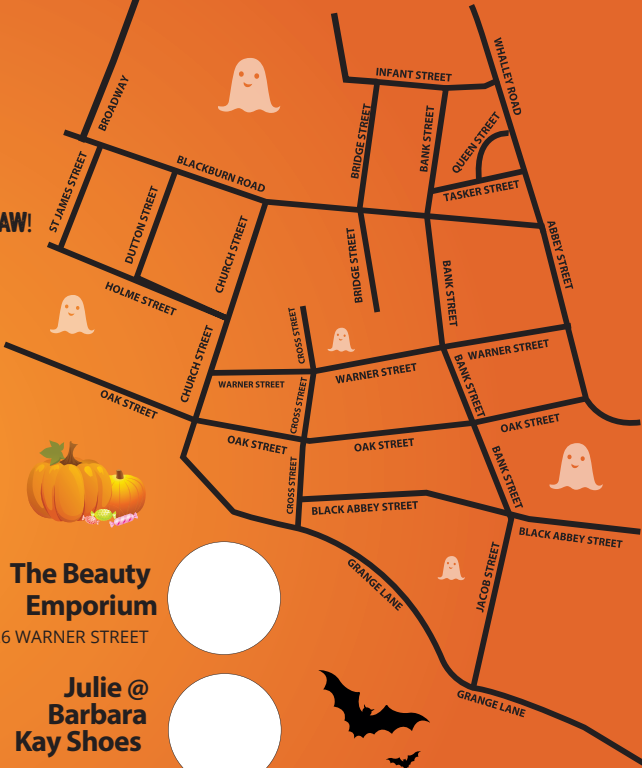 WHALLEY ROAD
INFANT STREET
BROADWAY
BRIDGE STREET
BANK STREET
QUEEN STREET
BLACKBURN ROAD
TASKER STREET
ST JAMES STREET
DUTTON STREET
AW!
CHURCH STREET
ABBEY STREET
BRIDGE STREET
BANK STREET
HOLME STREET
CROSS STREET
CHURCH STREET
WARNER STREET
WARNER STREET
WARNER STREET
BANK STREET
CROSS STREET
OAK STREET
OAK STREET
OAK STREET
OAK STREET
CROSS STREET
BANK STREET
BLACK ABBEY STREET
BLACK ABBEY STREET
JACOB STREET
GRANGE LANE
The Beauty
Emporium
6 WARNER STREET
Julie @
Barbara
Kay Shoes
GRANGE LANE